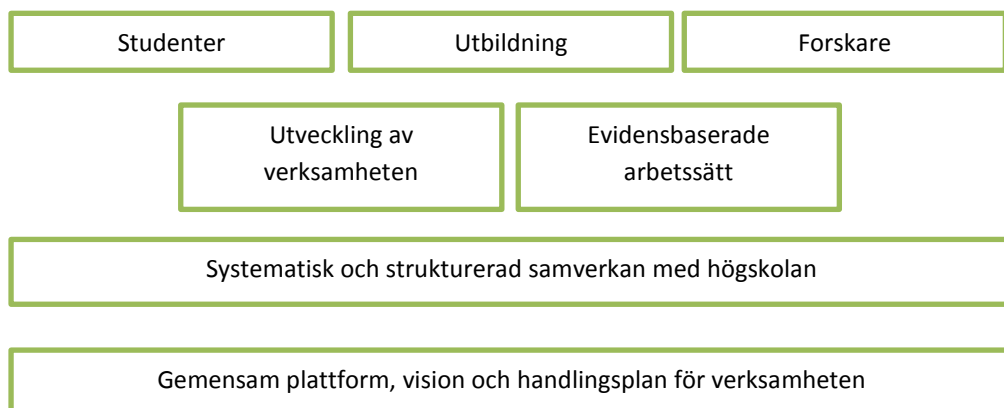 Studenter
Utbildning
Forskare
Utveckling av
verksamheten
Evidensbaserade
arbetssätt
Systematisk och strukturerad samverkan med högskolan
Gemensam plattform, vision och handlingsplan för verksamheten